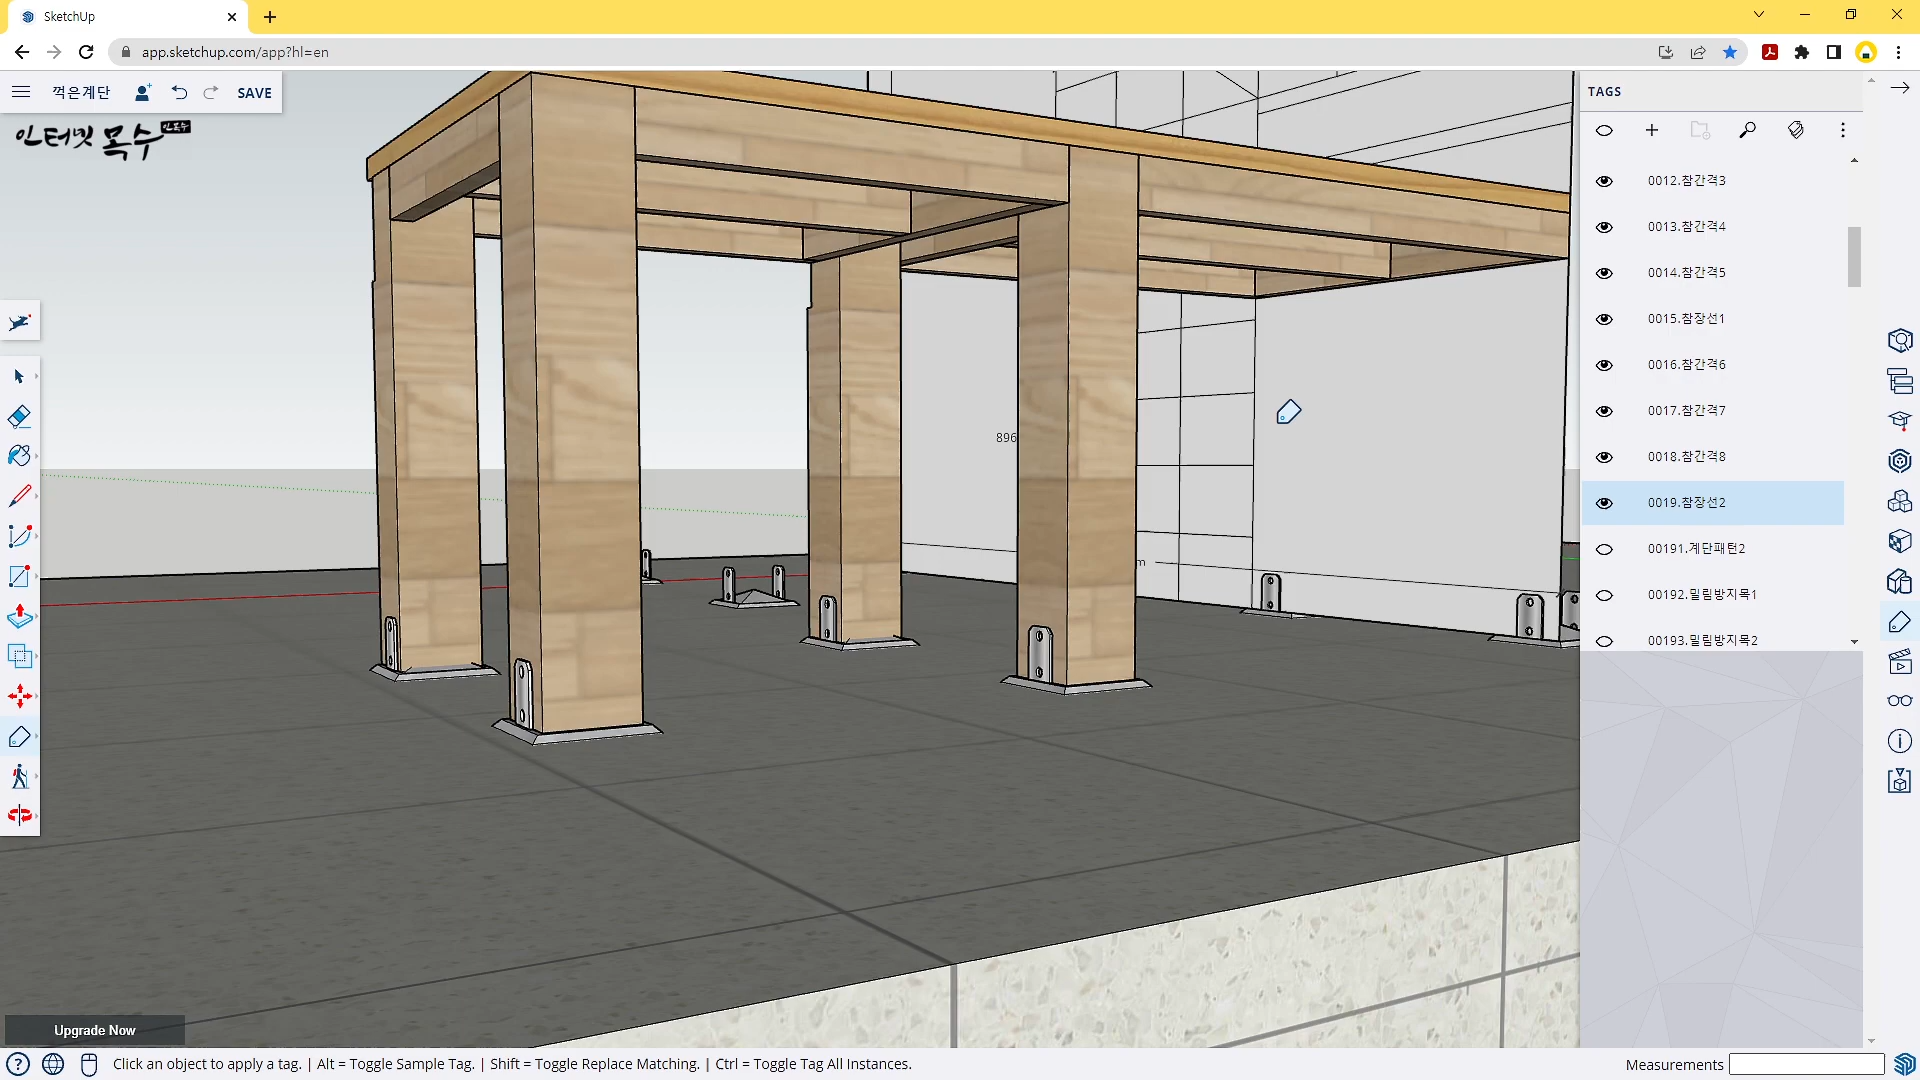 SketchUp
app.sketchup.com/app?hl=en
꺽은계단
SAVE
인터넷 목수
TAGS
0012.참간격3
0013.참간격4
0014.참간격5
0015.참장선1
0016.참간격6
0017.참간격7
0018.참간격8
0019.참장선2
00191.계단패턴2
00192.밀림방지목1
00193.밀림방지목2
896
m
Upgrade Now
Click an object to apply a tag. | Alt = Toggle Sample Tag. | Shift = Toggle Replace Matching. | Ctrl = Toggle Tag All Instances.
Measurements